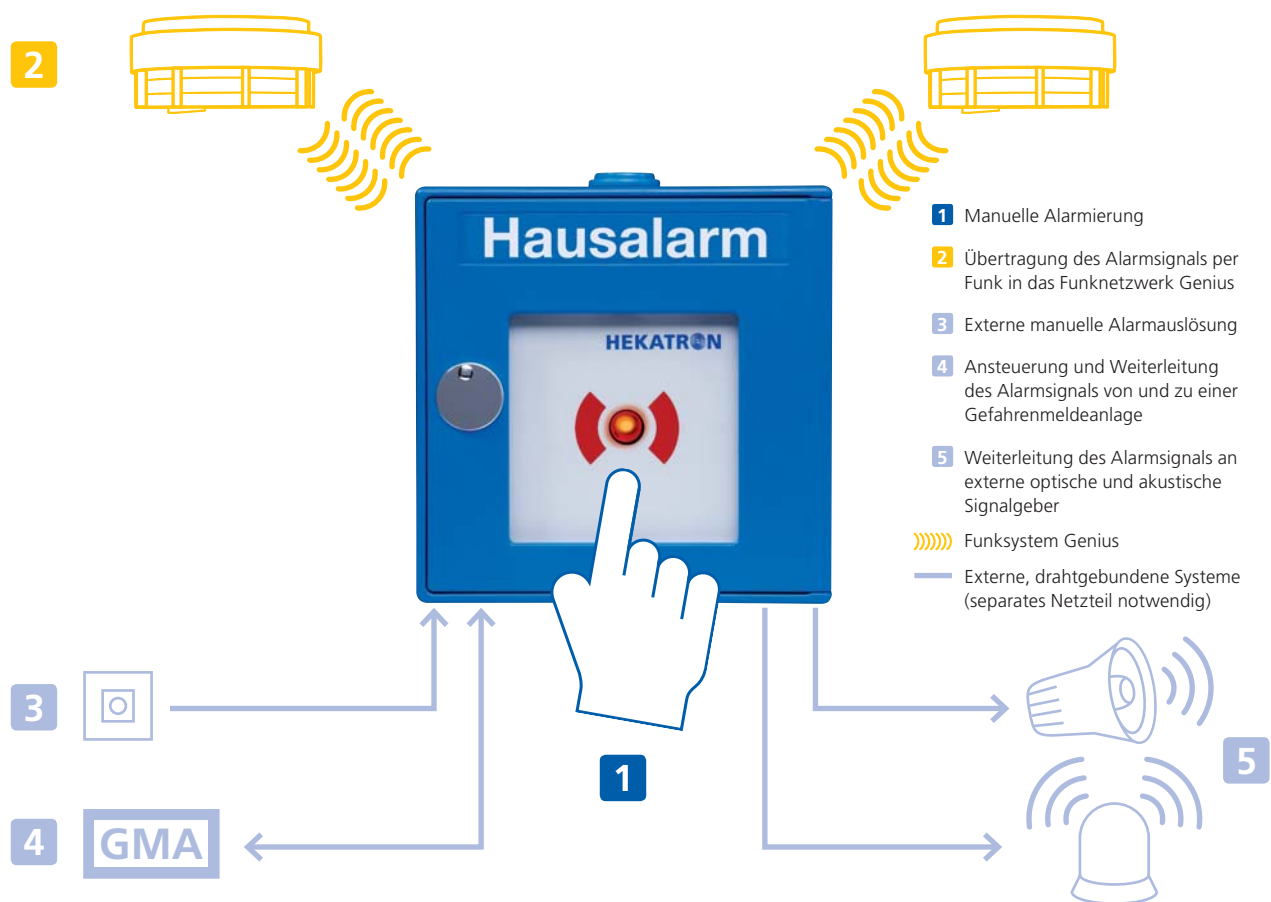 2
Hausalarm
HEKATRON
1 Manuelle Alarmierung
2 Übertragung des Alarmsignals per
Funk in das Funknetzwerk Genius
3 Externe manuelle Alarmauslösung
4 Ansteuerung und Weiterleitung
des Alarmsignals von und zu einer
Gefahrenmeldeanlage
5 Weiterleitung des Alarmsignals an
externe optische und akustische
Signalgeber
Funksystem Genius
Externe, drahtgebundene Systeme
(separates Netzteil notwendig)
3
1
5
4
GMA